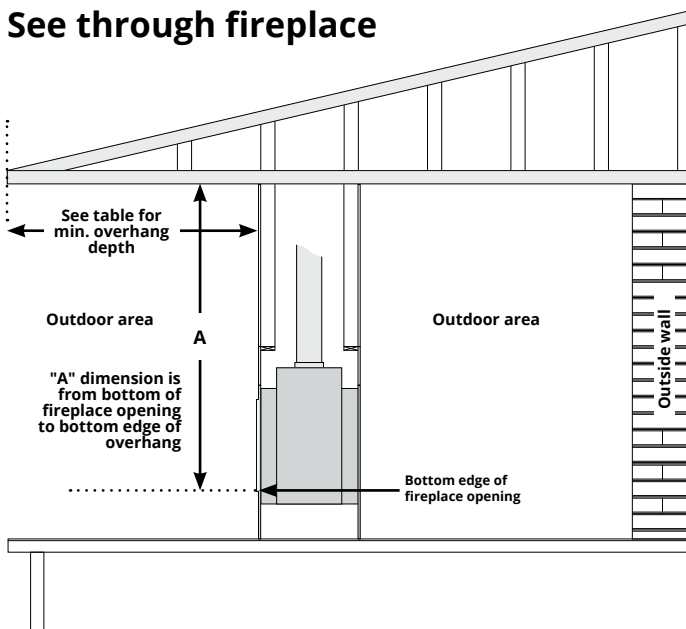 See through fireplace
See table for
min. overhang
depth
Outdoor area
A
"A" dimension is
from bottom of
fireplace opening
to bottom edge of
overhang
Outdoor area
Outside wall
Bottom edge of
fireplace opening